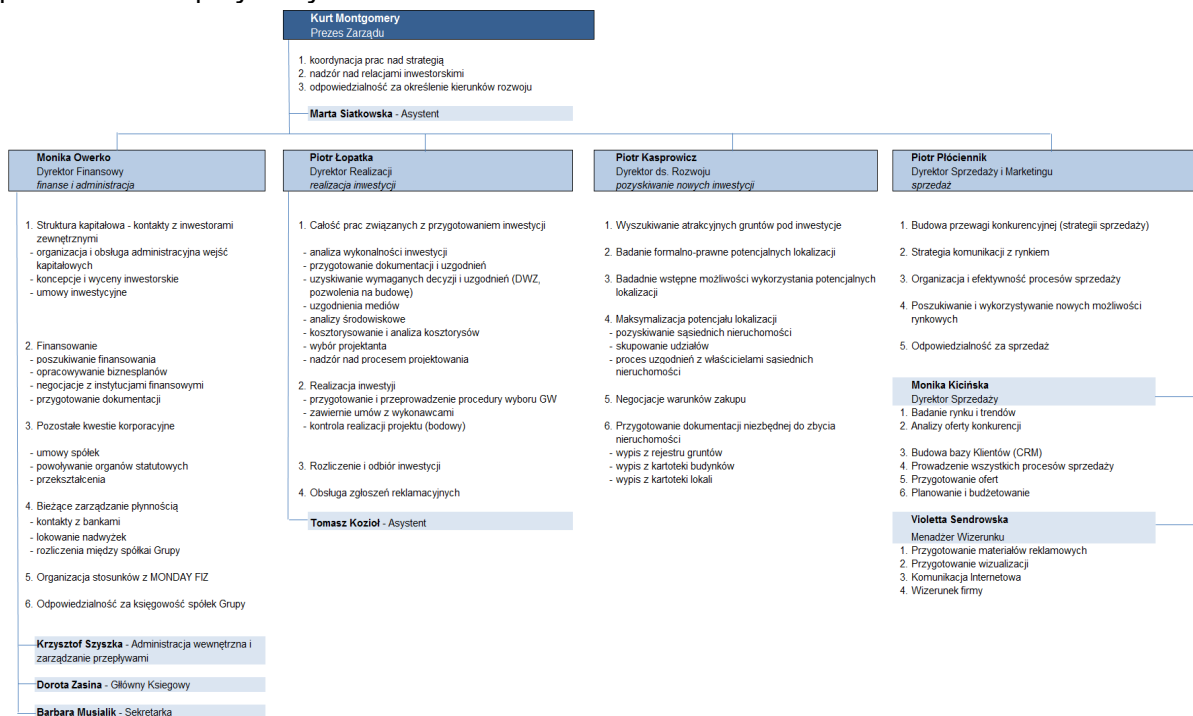 Kurt Montgomery
Prezes Zarządu
1. koordynacja prac nad strategią
2. nadzór nad relacjami inwestorskimi
3. odpowiedzialność za określenie kierunków rozwoju
Marta Siatkowska - Asystent
Monika Owerko
Dyrektor Finansowy
finanse i administracja
1. Struktura kapitałowa - kontakty z inwestorami
zewnętrznymi
- organizacja i obsługa administracyjna wejść
kapitałowych
- koncepcje i wyceny inwestorskie
- umowy inwestycyjne
2. Finansowanie
- poszukiwanie finansowania
- opracowywanie biznesplanów
- negocjacje z instytucjami finansowymi
- przygotowanie dokumentacji
3. Pozostałe kwestie korporacyjne
- umowy spółek
- powoływanie organów statutowych
- przekształcenia
4. Bieżące zarządzanie płynnością
- kontakty z bankami
- lokowanie nadwyżek
- rozliczenia między spółkai Grupy
5. Organizacja stosunków z MONDAY FIZ
6. Odpowiedzialność za księgowość spółek Grupy
Krzysztof Szyszka - Administracja wewnętrzna i
zarządzanie przepływami
Dorota Zasina - Głłówny Ksiegowy
Barbara Musialik - Sekretarka
Piotr Łopatka
Dyrektor Realizacji
realizacja inwestycji
1. Całość prac związanych z przygotowaniem inwestycji
- analiza wykonalności inwestycji
- przygotowanie dokumentacji i uzgodnień
- uzyskiwanie wymaganych decyzji i uzgodnień (DWZ,
pozwolenia na budowę)
- uzgodnienia mediów
- analizy środowiskowe
- kosztorysowanie i analiza kosztorysów
- wybór projektanta
- nadzór nad procesem projektowania
2. Realizacja inwestyji
- przygotowanie i przeprowadzenie procedury wyboru GW
- zawiernie umów z wykonawcami
- kontrola realizacji projektu (bodowy)
3. Rozliczenie i odbiór inwestycji
4. Obsługa zgłoszeń reklamacyjnych
Tomasz Kozioł - Asystent
Piotr Kasprowicz
Dyrektor ds. Rozwoju
pozyskiwanie nowych inwestycji
1. Wyszukiwanie atrakcyjnych gruntów pod inwestycje
2. Badanie formalno-prawne potencjalnych lokalizacji
3. Badadnie wstępne możliwości wykorzystania potencjalnych
lokalizacji
4. Maksymalizacja potencjału lokalizacji
- pozyskiwanie sąsiednich nieruchomości
- skupowanie udziałów
- proces uzgodnień z właścicielami sąsiednich
nieruchomości
5. Negocjacje warunków zakupu
6. Przygotowanie dokumentacji niezbędnej do zbycia
nieruchomości
- wypis z rejestru gruntów
- wypis z kartoteki budynków
- wypis z kartoteki lokali
Piotr Płóciennik
Dyrektor Sprzedaży i Marketingu
sprzedaż
1. Budowa przewagi konkurencyjnej (strategii sprzedaży)
2. Strategia komunikacji z rynkiem
3. Organizacja i efektywność procesów sprzedaży
4. Poszukiwanie i wykorzystywanie nowych możliwości
rynkowych
5. Odpowiedzialność za sprzedaż
Monika Kicińska
Dyrektor Sprzedaży
1. Badanie rynku i trendów
2. Analizy oferty konkurencji
3. Budowa bazy Klientów (CRM)
4. Prowadzenie wszystkich procesów sprzedaży
5. Przygotowanie ofert
6. Planowanie i budżetowanie
Violetta Sendrowska
Menadżer Wizerunku
1. Przygotowanie materiałów reklamowych
2. Przygotowanie wizualizacji
3. Komunikacja Internetowa
4. Wizerunek firmy